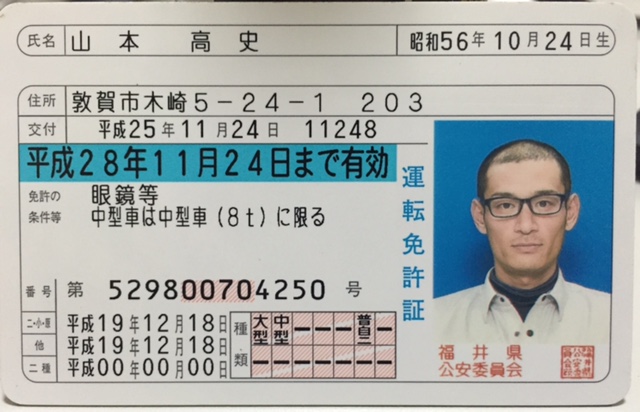 氏名 山本 高史 昭和56年10月24日生
住所 敦賀市木崎5-24-1 203
交付 平成25年11月24日 11248
平成28年11月24日まで有効
免許の条件等 眼鏡等
中型車は中型車(8t)に限る
運転免許証
番号 第 529800704250 号
二・小・原 平成19年12月18日
他 平成19年12月18日
二種 平成00年00月00日
種類 大型 中型 ー ー ー 普自二 ー
ー ー ー ー ー ー ー
福井県
公安委員会